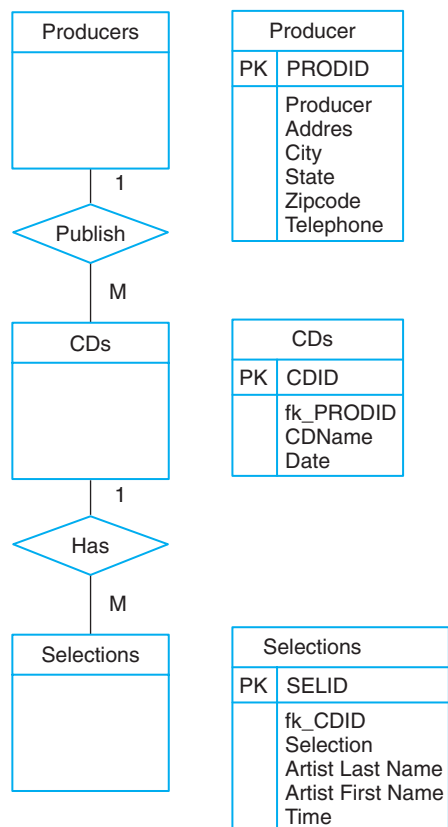 Producers
1
Publish
M
CDs
1
Has
M
Selections
Producer
PK PRODID
Producer
Addres
City
State
Zipcode
Telephone
CDs
PK CDID
fk_PRODID
CDName
Date
Selections
PK SELID
fk_CDID
Selection
Artist Last Name
Artist First Name
Time